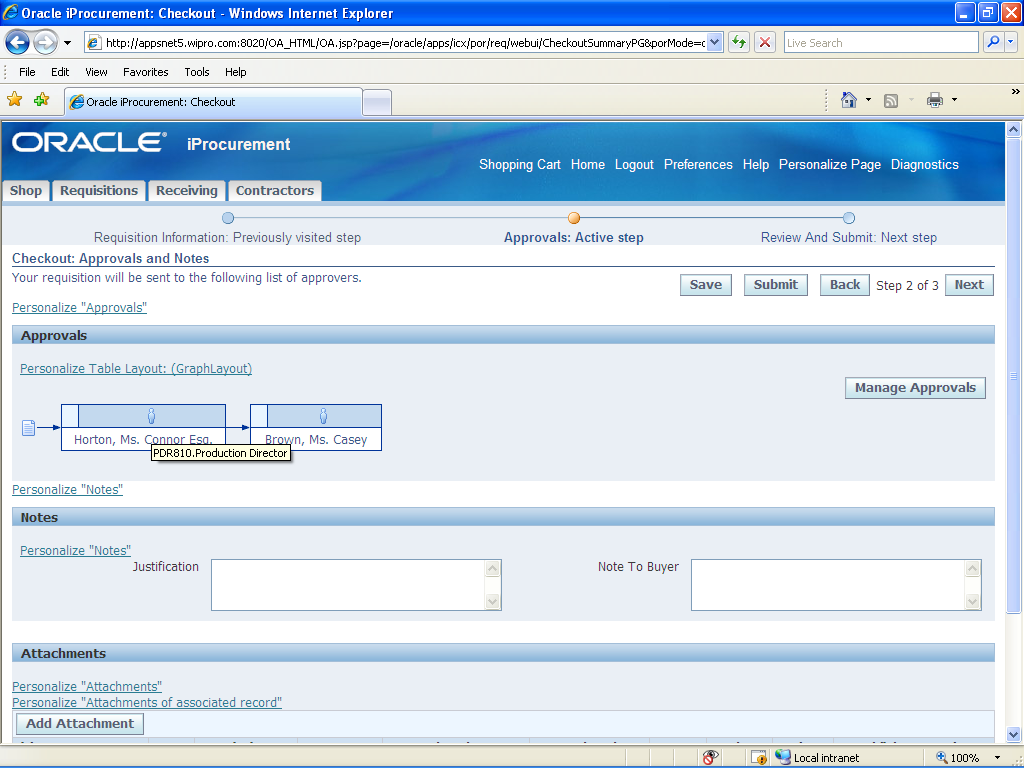 Oracle iProcurement: Checkout - Windows Internet Explorer
http://appsnet5.wipro.com:8020/OA_HTML/OA.jsp?page=/oracle/apps/icx/por/req/webui/CheckoutSummaryPG&porMode=c
Live Search
File Edit View Favorites Tools Help
Oracle iProcurement: Checkout
ORACLE® iProcurement
Shopping Cart Home Logout Preferences Help Personalize Page Diagnostics
Shop Requisitions Receiving Contractors
Requisition Information: Previously visited step Approvals: Active step Review And Submit: Next step
Checkout: Approvals and Notes
Your requisition will be sent to the following list of approvers.
Save Submit Back Step 2 of 3 Next
Personalize "Approvals"
Approvals
Personalize Table Layout: (GraphLayout)
Manage Approvals
Horton, Ms. Connor Esq. Brown, Ms. Casey
PDR810.Production Director
Personalize "Notes"
Notes
Personalize "Notes"
Justification Note To Buyer
Attachments
Personalize "Attachments"
Personalize "Attachments of associated record"
Add Attachment
Local intranet 100%